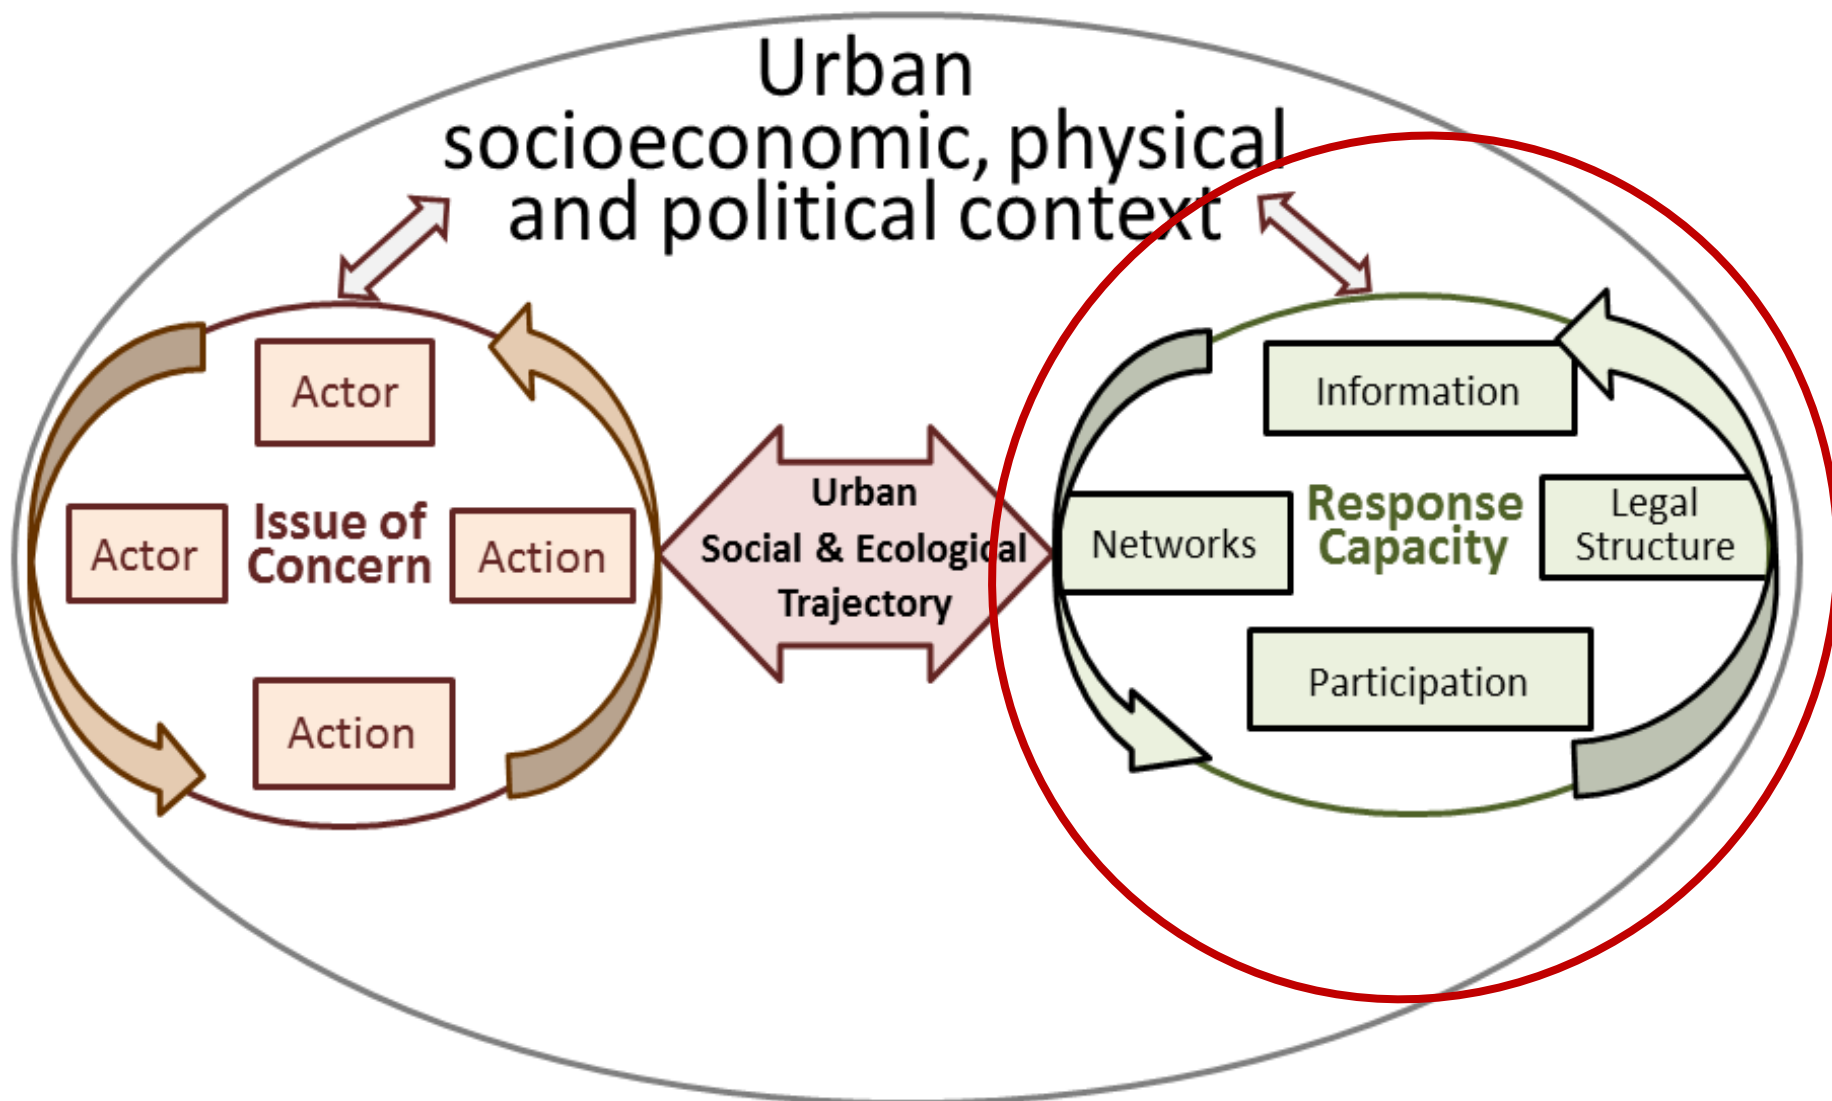 Urban
socioeconomic, physical
and political context
Actor
Actor
Issue of
Concern
Action
Action
Urban
Social & Ecological
Trajectory
Information
Networks
Response
Capacity
Legal
Structure
Participation